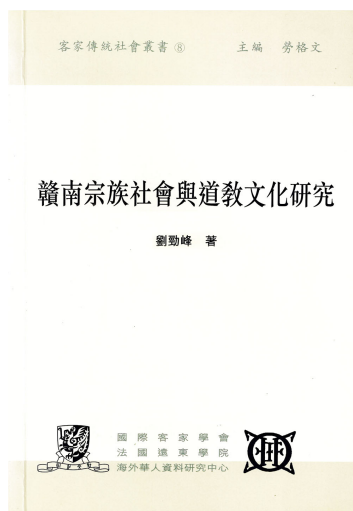 客家傳統社會叢書⑧ 主編 勞格文
贛南宗族社會與道教文化研究
劉勁峰 著
國際客家學會
法國遠東學院
海外華人資料研究中心